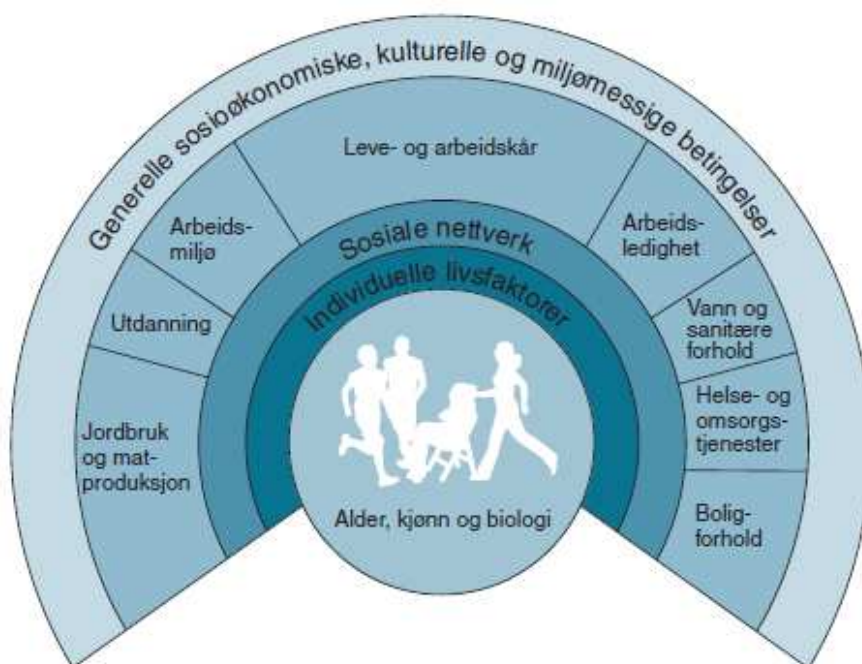 Generelle sosioøkonomiske, kulturelle og miljømessige betingelser
Leve- og arbeidskår
Arbeids-
miljø
Arbeids-
ledighet
Sosiale nettverk
Individuelle livsfaktorer
Utdanning
Vann og
sanitære
forhold
Jordbruk
og mat-
produksjon
Helse- og
omsorgs-
tjenester
Bolig-
forhold
Alder, kjønn og biologi